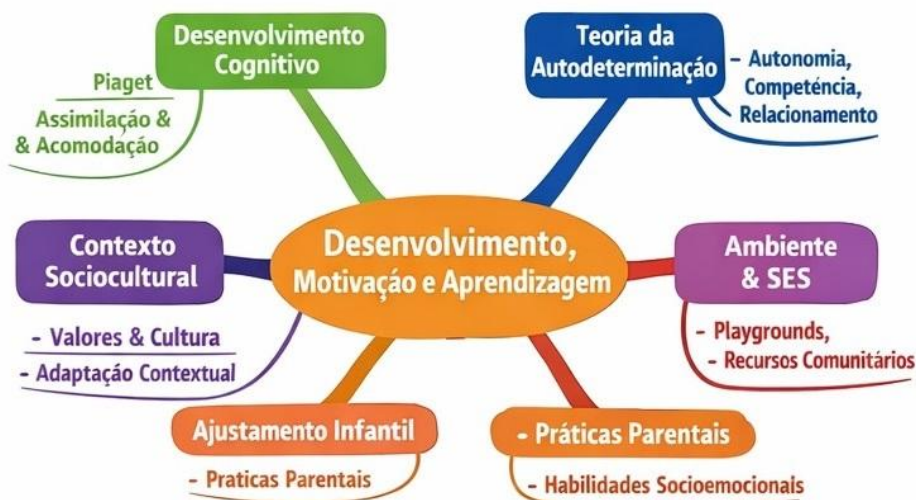 Desenvolvimento
Cognitivo
Piaget
Assimilação &
& Acomodação
Teoria da
Autodeterminação
- Autonomia,
Competéncia,
Relacionamento
Desenvolvimento,
Motivação e Aprendizagem
Contexto
Sociocultural
- Valores & Cultura
- Adaptação Contextual
Ambiente
& SES
- Playgrounds,
- Recursos Comunitários
Ajustamento Infantil
- Praticas Parentais
- Práticas Parentais
- Habilidades Socioemocionais